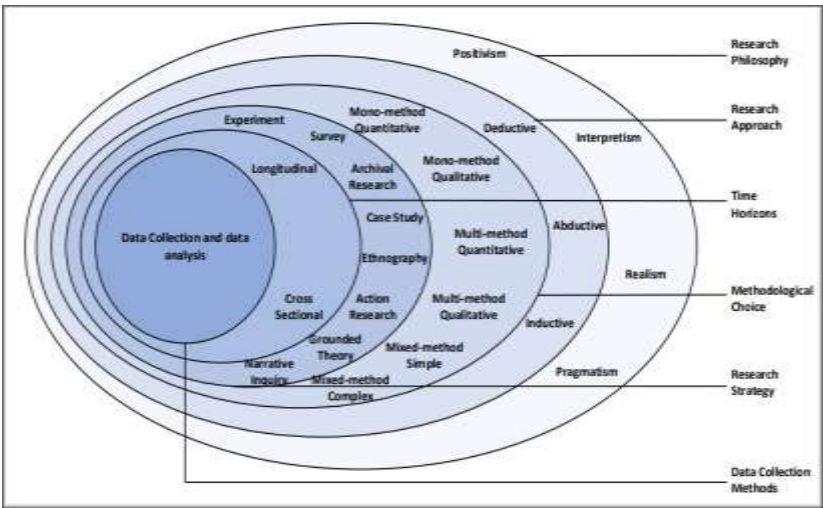 Positivism
Research
Philosophy
Experiment
Mono-method
Quantitative
Survey
Deductive
Research
Approach
Interpretism
Longitudinal
Archival
Research
Mono-method
Qualitative
Time
Horizons
Case Study
Data Collection and data
analysis
Multi-method
Quantitative
Abductive
Ethnography
Realism
Cross
Sectional
Action
Research
Multi-method
Qualitative
Methodological
Choice
Inductive
Grounded
Theory
Mixed-method
Simple
Narrative
Inquiry
Mixed-method
Complex
Pragmatism
Research
Strategy
Data Collection
Methods